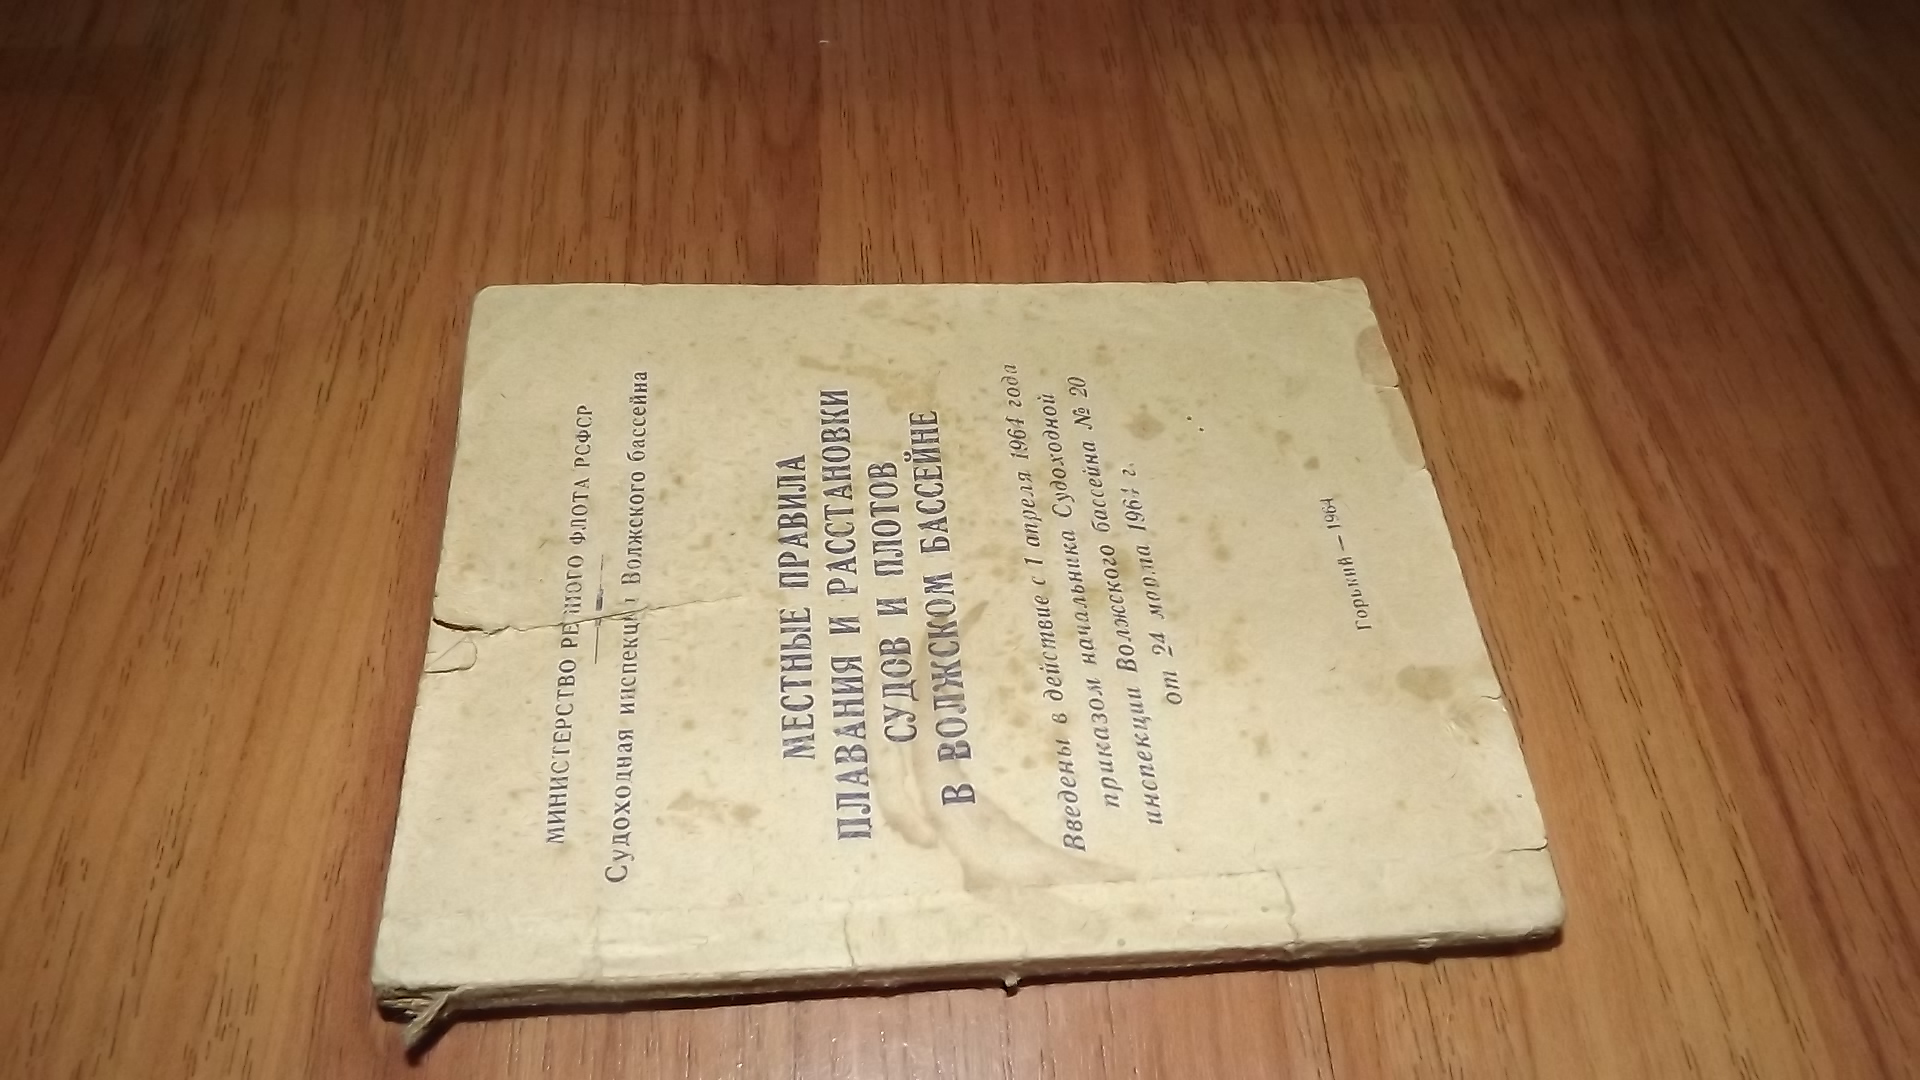 МИНИСТЕРСТВО РЕЧНОГО ФЛОТА РСФСР
Судоходная инспекция Волжского бассейна
МЕСТНЫЕ ПРАВИЛА
ПЛАВАНИЯ И РАССТАНОВКИ
СУДОВ И ПЛОТОВ
В ВОЛЖСКОМ БАССЕЙНЕ
Введены в действие с 1 апреля 1964 года
приказом начальника Судоходной
инспекции Волжского бассейна № 20
от 24 марта 1964 г.
Горький — 1964